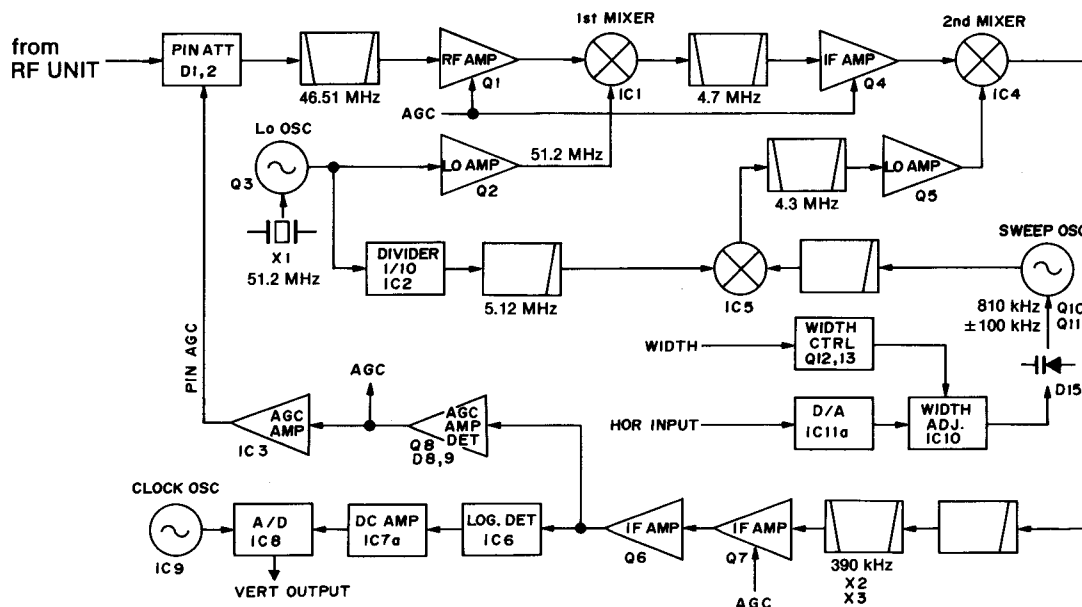 from
RF UNIT
PIN ATT
D1,2
46.51 MHz
RF AMP
Q1
1st MIXER
IC1
4.7 MHz
IF AMP
Q4
2nd MIXER
IC4
AGC
Lo OSC
Q3
X1
51.2 MHz
LO AMP
Q2
51.2 MHz
4.3 MHz
LO AMP
Q5
DIVIDER
1/10
IC2
5.12 MHz
IC5
SWEEP OSC
810 kHz
±100 kHz
Q10
Q11
D15
WIDTH
WIDTH
CTRL
Q12,13
HOR INPUT
D/A
IC11a
WIDTH
ADJ.
IC10
PIN AGC
AGC
AMP
IC3
AGC
AGC
AMP
DET
Q8
D8,9
CLOCK OSC
IC9
A/D
IC8
VERT OUTPUT
DC AMP
IC7a
LOG. DET
IC6
IF AMP
Q6
IF AMP
Q7
AGC
390 kHz
X2
X3